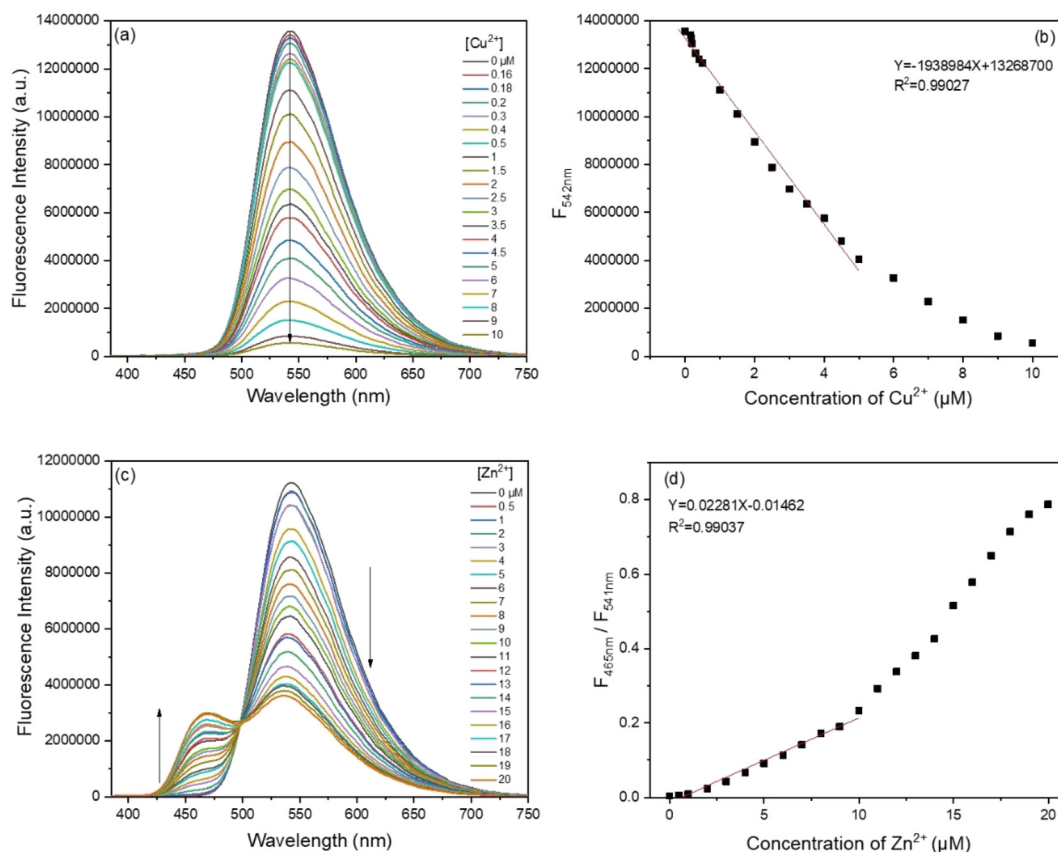 (a)
[Cu²⁺]
0 µM
0.16
0.18
0.2
0.3
0.4
0.5
1
1.5
2
2.5
3
3.5
4
4.5
5
6
7
8
9
10
14000000
12000000
10000000
8000000
6000000
4000000
2000000
0
Fluorescence Intensity (a.u.)
400 450 500 550 600 650 700 750
Wavelength (nm)
(b)
Y=-1938984X+13268700
R²=0.99027
14000000
12000000
10000000
8000000
6000000
4000000
2000000
0
F542nm
0 2 4 6 8 10
Concentration of Cu²⁺ (µM)
(c)
[Zn²⁺]
0 µM
0.5
1
2
3
4
5
6
7
8
9
10
11
12
13
14
15
16
17
18
19
20
12000000
10000000
8000000
6000000
4000000
2000000
0
Fluorescence Intensity (a.u.)
400 450 500 550 600 650 700 750
Wavelength (nm)
(d)
Y=0.02281X-0.01462
R²=0.99037
0.8
0.6
0.4
0.2
0.0
F465nm / F541nm
0 5 10 15 20
Concentration of Zn²⁺ (µM)